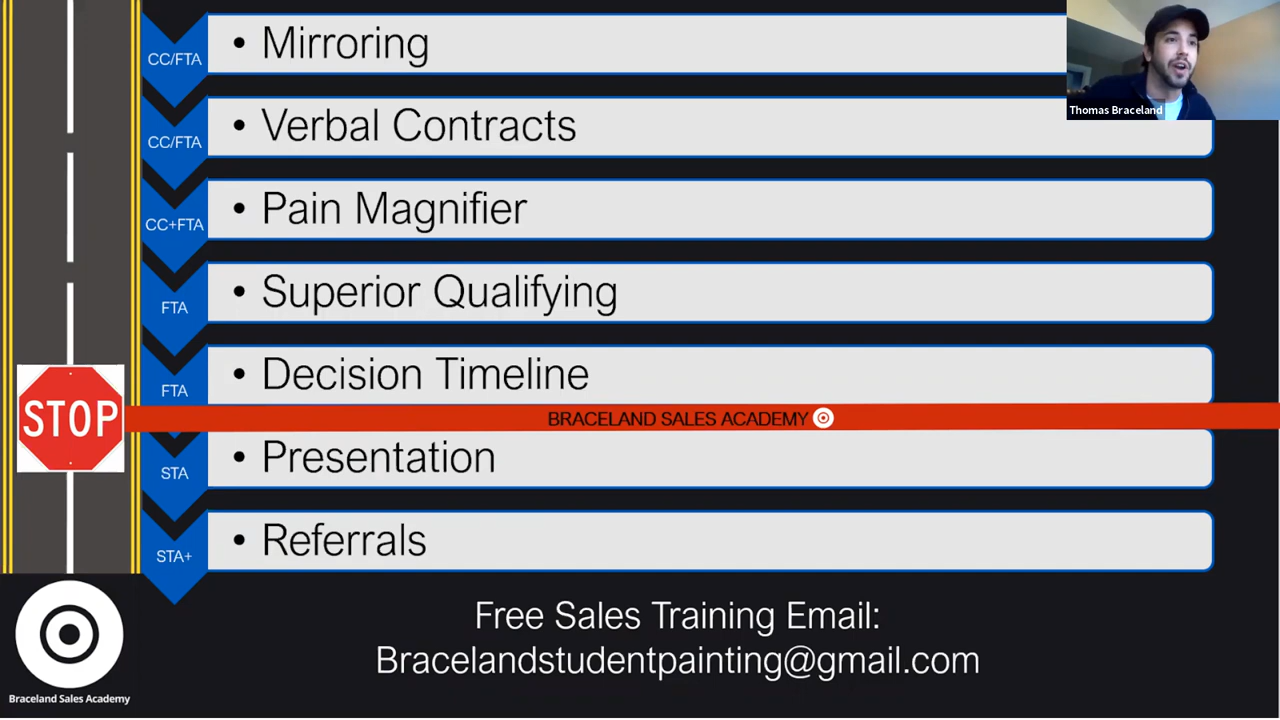 CC/FTA
• Mirroring
Thomas Braceland
CC/FTA
• Verbal Contracts
CC+FTA
• Pain Magnifier
FTA
• Superior Qualifying
FTA
• Decision Timeline
STOP
BRACELAND SALES ACADEMY
STA
• Presentation
STA+
• Referrals
Free Sales Training Email:
Bracelandstudentpainting@gmail.com
Braceland Sales Academy